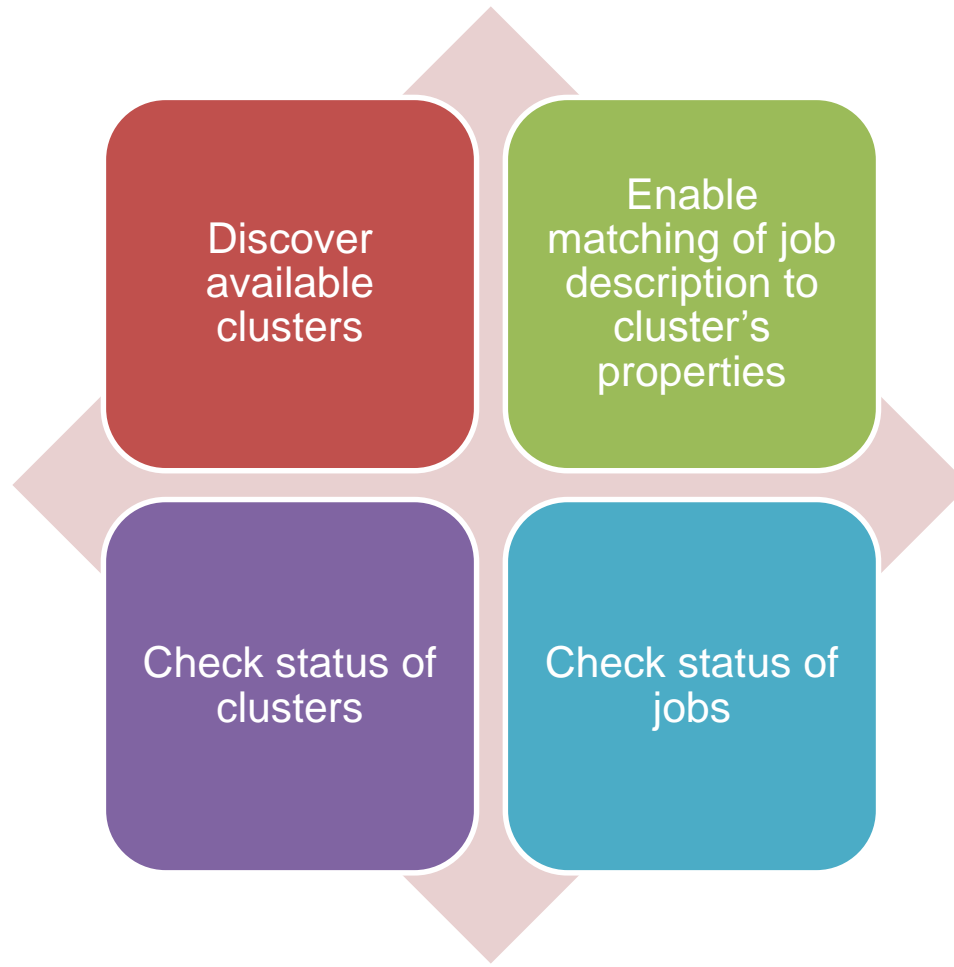 Discover
available
clusters
Enable
matching of job
description to
cluster’s
properties
Check status of
clusters
Check status of
jobs